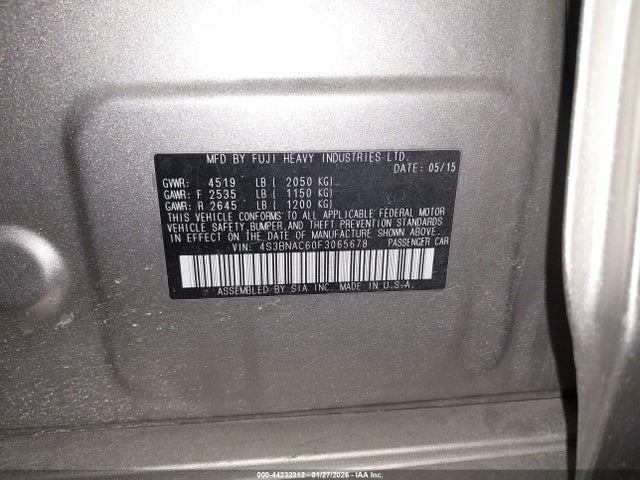 MFD BY FUJI HEAVY INDUSTRIES LTD.
DATE: 05/15
GVWR: 4519 LB ( 2050 KG)
GAWR: F 2535 LB ( 1150 KG)
GAWR: R 2645 LB ( 1200 KG)
THIS VEHICLE CONFORMS TO ALL APPLICABLE FEDERAL MOTOR
VEHICLE SAFETY,BUMPER,AND THEFT PREVENTION STANDARDS
IN EFFECT ON THE DATE OF MANUFACTURE SHOWN ABOVE.
VIN: 4S3BNAC60F3065678 PASSENGER CAR
ASSEMBLED BY SIA INC. MADE IN U.S.A.
000-44232312 - 01/27/2026 - IAAI.COM